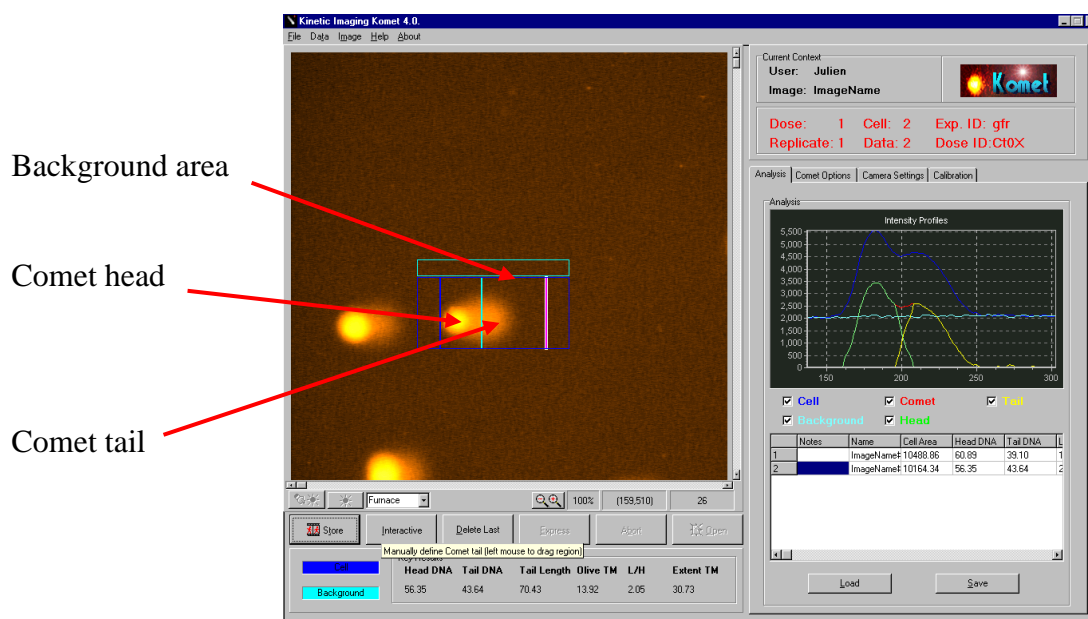 Background area
Comet head
Comet tail
Kinetic Imaging Komet 4.0.
File Data Image Help About
Furnace
100%
(159,510)
26
Store
Interactive
Delete Last
Express
Abort
Open
Manually define Comet tail (left mouse to drag region)
Cell
Background
Key Results
Head DNA Tail DNA Tail Length Olive TM L/H Extent TM
56.35 43.64 70.43 13.92 2.05 30.73
Current Context
User: Julien
Image: ImageName
Komet
Dose: 1 Cell: 2 Exp. ID: gfr
Replicate: 1 Data: 2 Dose ID:Ct0X
Analysis Comet Options Camera Settings Calibration
Analysis
Intensity Profiles
5,500
5,000
4,500
4,000
3,500
3,000
2,500
2,000
1,500
1,000
500
0
150 200 250 300
Cell Comet Tail
Background Head
Notes Name Cell Area Head DNA Tail DNA L
1 ImageName# 10488.86 60.89 39.10 1
2 ImageName# 10164.34 56.35 43.64 2
Load
Save